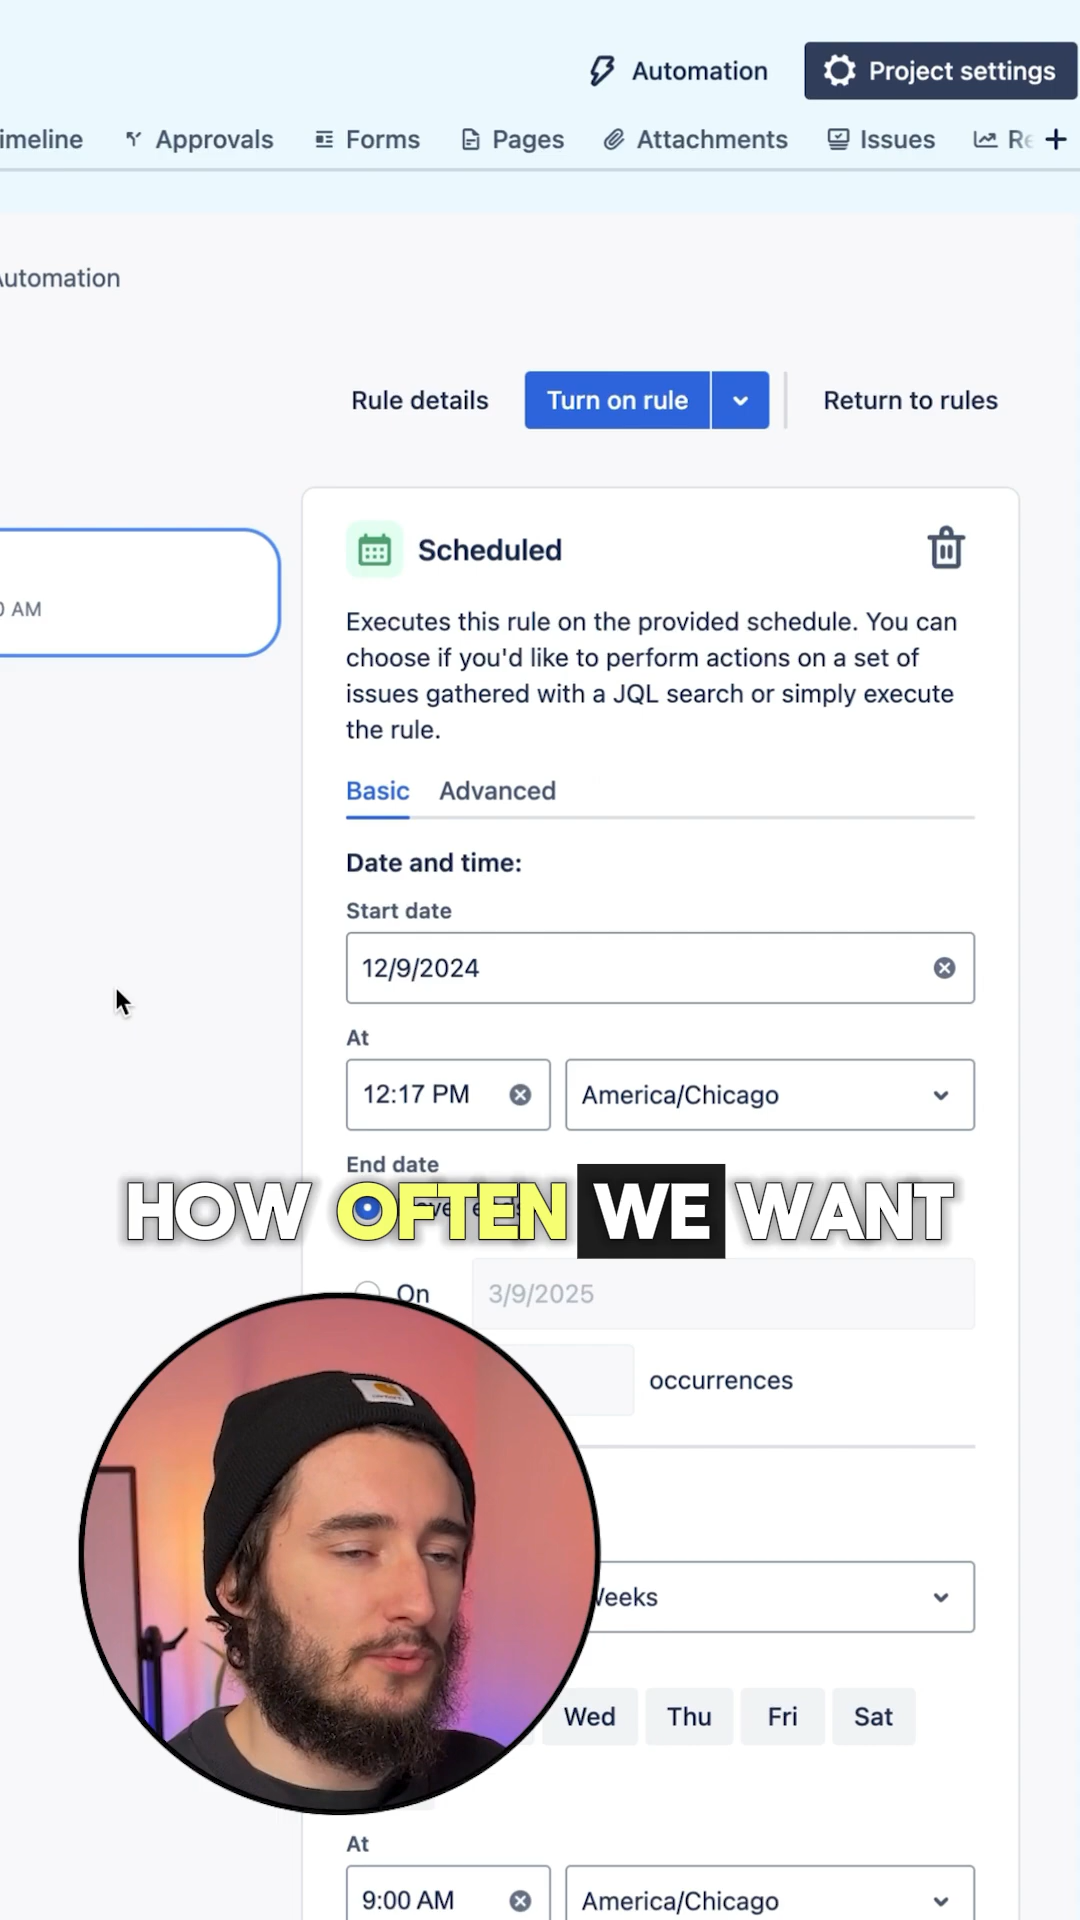 Automation
Project settings
imeline
Approvals
Forms
Pages
Attachments
Issues
Re
Automation
Rule details
Turn on rule
Return to rules
0 AM
Scheduled
Executes this rule on the provided schedule. You can
choose if you'd like to perform actions on a set of
issues gathered with a JQL search or simply execute
the rule.
Basic
Advanced
Date and time:
Start date
12/9/2024
At
12:17 PM
America/Chicago
End date
HOW OFTEN WE WANT
On
3/9/2025
occurrences
Weeks
Wed
Thu
Fri
Sat
At
9:00 AM
America/Chicago